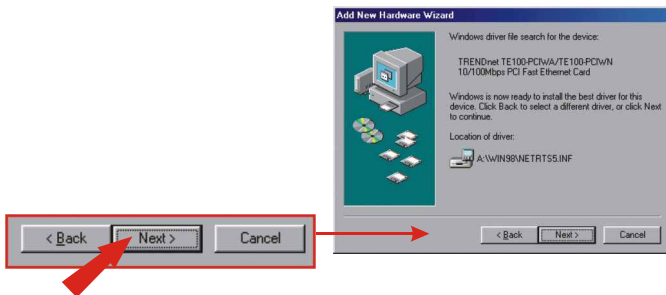 Add New Hardware Wizard
Windows driver file search for the device:
TRENDnet TE100-PCIWA/TE100-PCIWN
10/100Mbps PCI Fast Ethernet Card
Windows is now ready to install the best driver for this
device. Click Back to select a different driver, or click Next
to continue.
Location of driver:
A:\WIN98\NETRTS5.INF
< Back
Next >
Cancel
< Back
Next >
Cancel